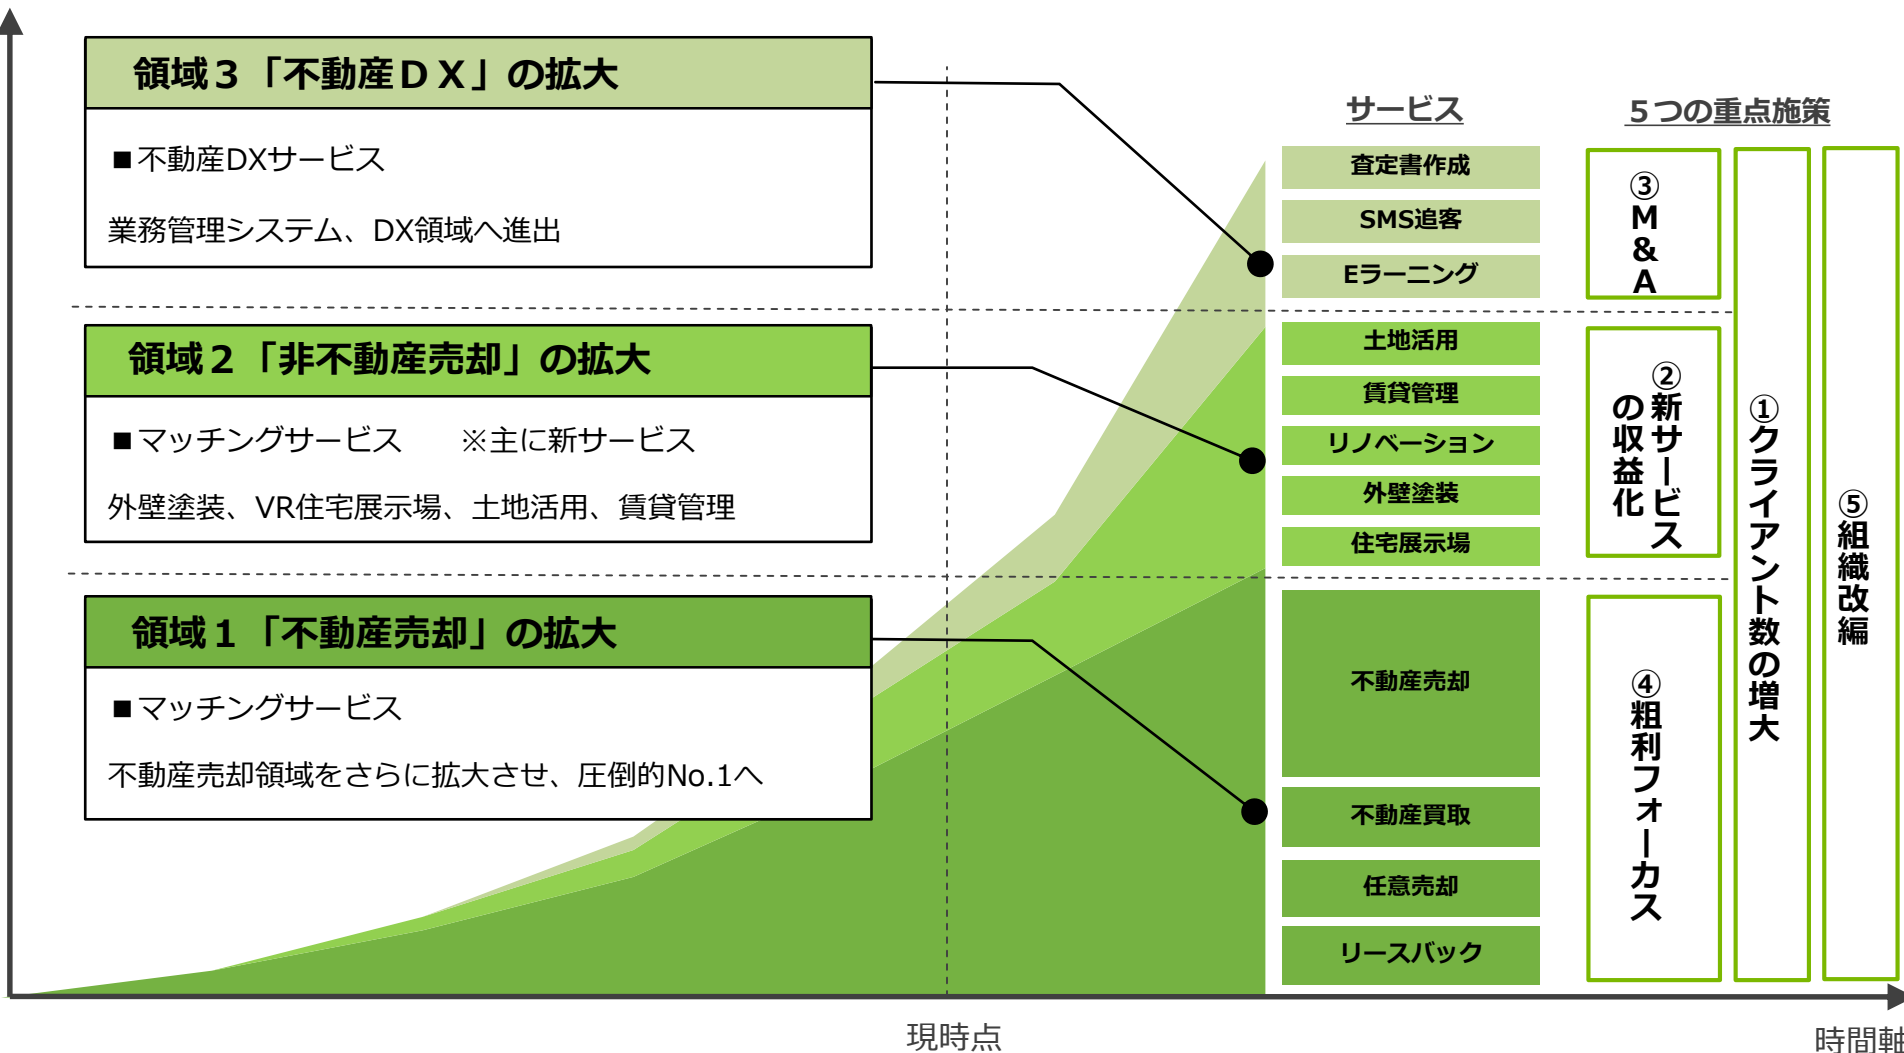 領域３「不動産ＤＸ」の拡大
■不動産DXサービス
業務管理システム、DX領域へ進出
領域２「非不動産売却」の拡大
■マッチングサービス　　※主に新サービス
外壁塗装、VR住宅展示場、土地活用、賃貸管理
領域１「不動産売却」の拡大
■マッチングサービス
不動産売却領域をさらに拡大させ、圧倒的No.1へ
サービス
査定書作成
SMS追客
Eラーニング
土地活用
賃貸管理
リノベーション
外壁塗装
住宅展示場
不動産売却
不動産買取
任意売却
リースバック
５つの重点施策
③M&A
②新サービス
の収益化
④粗利フォーカス
①クライアント数の増大
⑤組織改編
現時点
時間軸